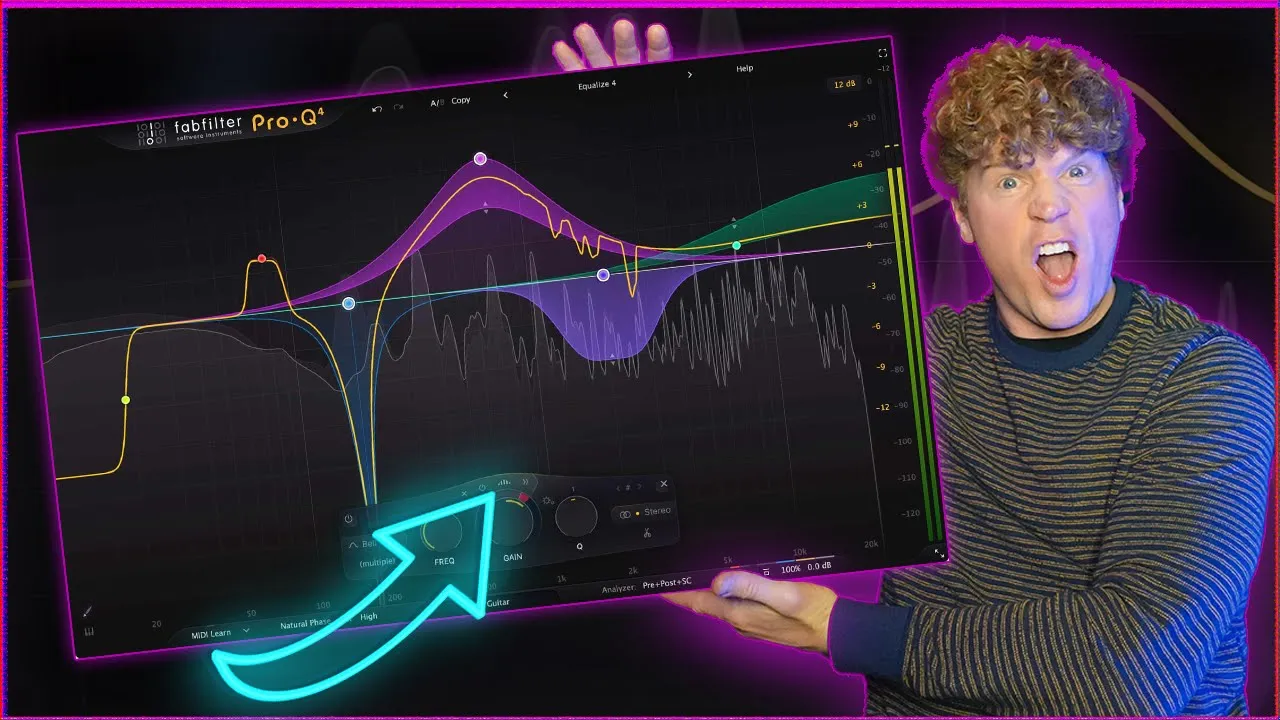 Help
Equalize 4
A/B Copy
12 dB
-12
0
fabfilter Pro·Q4
software instruments
+9
-10
-20
+6
-30
+3
-40
0
-50
-3
-60
-6
-70
-9
-80
-12
-90
-100
-110
-120
Stereo
Bell
(multiple)
FREQ
GAIN
Q
20
50
100
200
1k
2k
5k
10k
20k
MIDI Learn
Natural Phase
High
Guitar
Analyzer: Pre+Post+SC
100%
0.0 dB